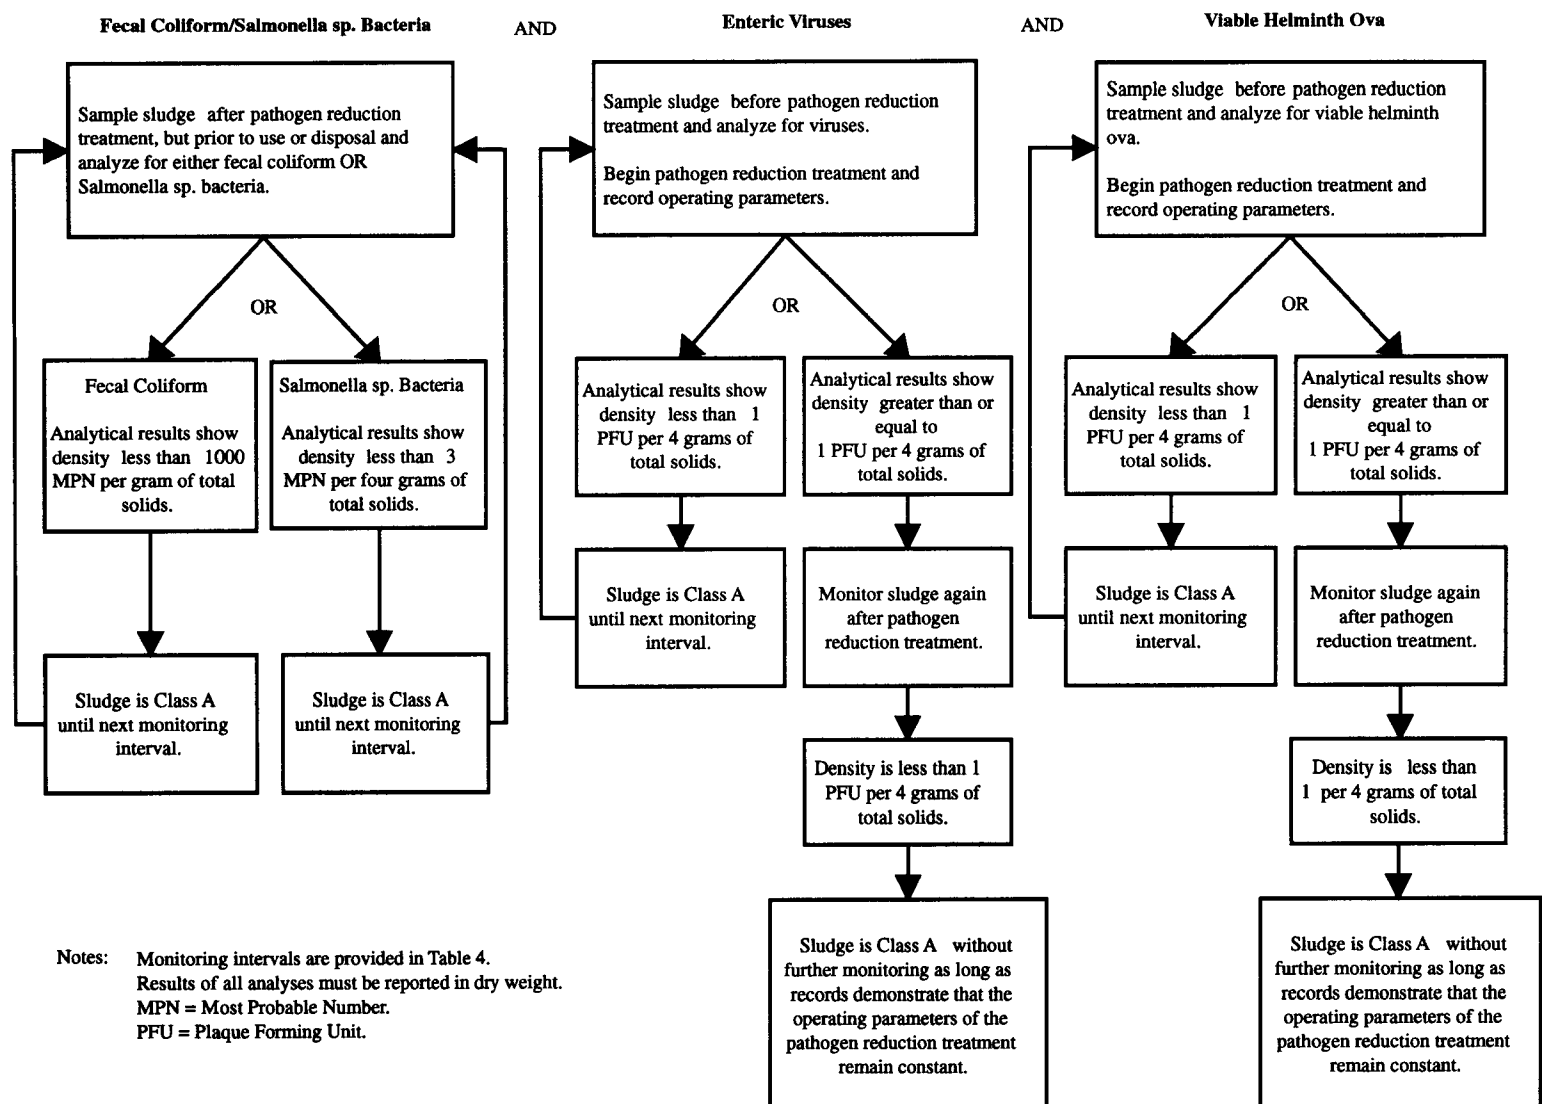 Fecal Coliform/Salmonella sp. Bacteria
AND
Enteric Viruses
AND
Viable Helminth Ova
Sample sludge after pathogen reduction
treatment, but prior to use or disposal and
analyze for either fecal coliform OR
Salmonella sp. bacteria.
OR
Fecal Coliform
Analytical results show
density less than 1000
MPN per gram of total
solids.
Salmonella sp. Bacteria
Analytical results show
density less than 3
MPN per four grams of
total solids.
Sludge is Class A
until next monitoring
interval.
Sludge is Class A
until next monitoring
interval.
Sample sludge before pathogen reduction
treatment and analyze for viruses.
Begin pathogen reduction treatment and
record operating parameters.
OR
Analytical results show
density less than 1
PFU per 4 grams of
total solids.
Analytical results show
density greater than or
equal to
1 PFU per 4 grams of
total solids.
Sludge is Class A
until next monitoring
interval.
Monitor sludge again
after pathogen
reduction treatment.
Density is less than 1
PFU per 4 grams of
total solids.
Sludge is Class A without
further monitoring as long as
records demonstrate that the
operating parameters of the
pathogen reduction treatment
remain constant.
Sample sludge before pathogen reduction
treatment and analyze for viable helminth
ova.
Begin pathogen reduction treatment and
record operating parameters.
OR
Analytical results show
density less than 1
PFU per 4 grams of
total solids.
Analytical results show
density greater than or
equal to
1 PFU per 4 grams of
total solids.
Sludge is Class A
until next monitoring
interval.
Monitor sludge again
after pathogen
reduction treatment.
Density is less than
1 per 4 grams of total
solids.
Sludge is Class A without
further monitoring as long as
records demonstrate that the
operating parameters of the
pathogen reduction treatment
remain constant.
Notes: Monitoring intervals are provided in Table 4.
Results of all analyses must be reported in dry weight.
MPN = Most Probable Number.
PFU = Plaque Forming Unit.